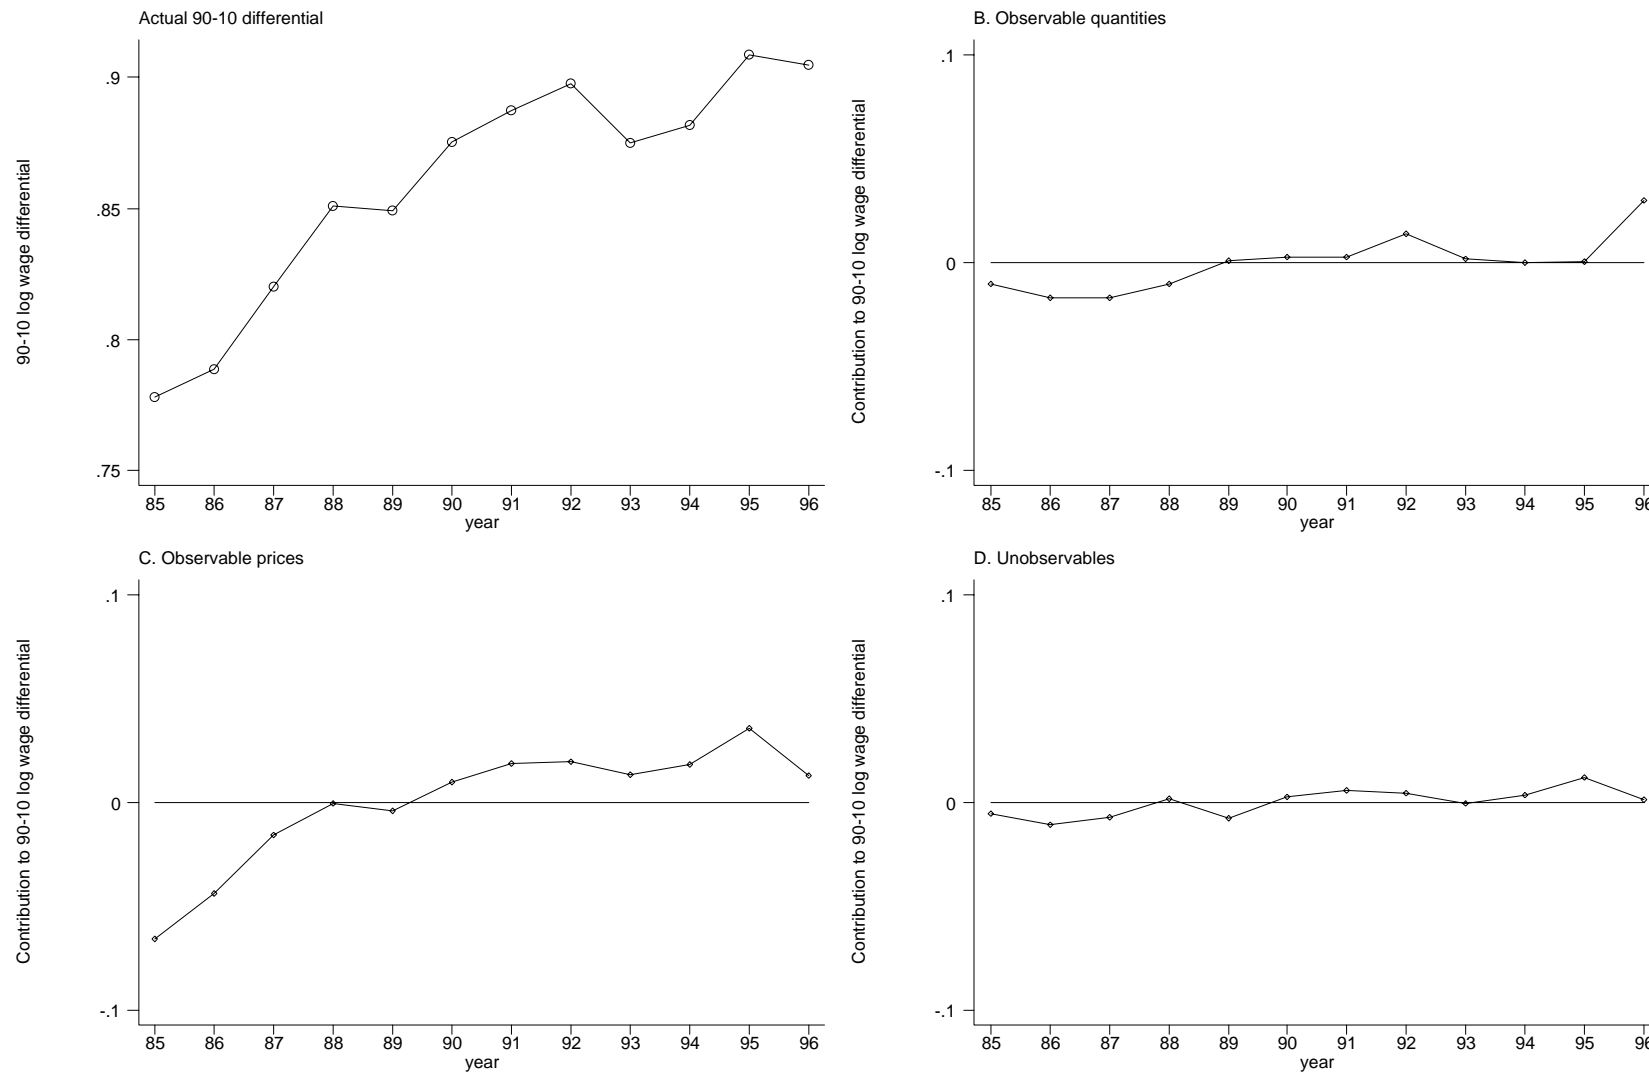 Actual 90-10 differential
90-10 log wage differential
.9
.85
.8
.75
85 86 87 88 89 90 91 92 93 94 95 96
year
B. Observable quantities
Contribution to 90-10 log wage differential
.1
0
-.1
85 86 87 88 89 90 91 92 93 94 95 96
year
C. Observable prices
Contribution to 90-10 log wage differential
.1
0
-.1
85 86 87 88 89 90 91 92 93 94 95 96
year
D. Unobservables
Contribution to 90-10 log wage differential
.1
0
-.1
85 86 87 88 89 90 91 92 93 94 95 96
year